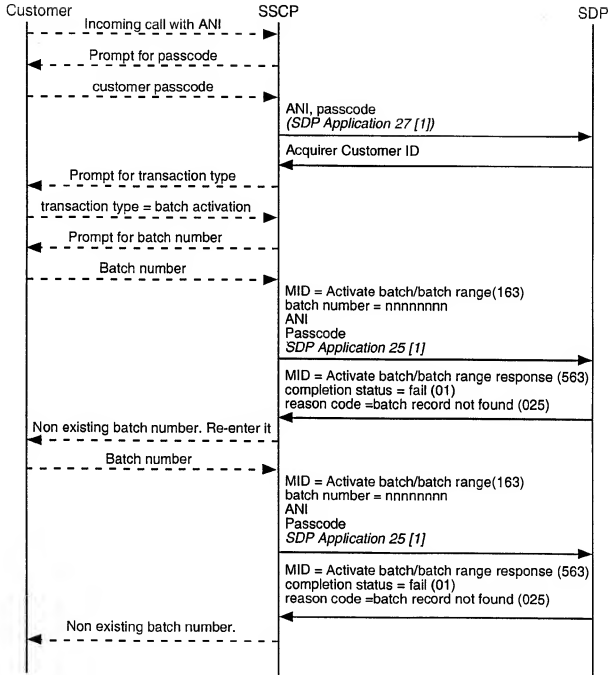 Customer SSCP SDP
Incoming call with ANI
Prompt for passcode
customer passcode
ANI, passcode
(SDP Application 27 [1])
Acquirer Customer ID
Prompt for transaction type
transaction type = batch activation
Prompt for batch number
Batch number
MID = Activate batch/batch range(163)
batch number = nnnnnnnn
ANI
Passcode
SDP Application 25 [1]
MID = Activate batch/batch range response (563)
completion status = fail (01)
reason code =batch record not found (025)
Non existing batch number. Re-enter it
Batch number
MID = Activate batch/batch range(163)
batch number = nnnnnnnn
ANI
Passcode
SDP Application 25 [1]
MID = Activate batch/batch range response (563)
completion status = fail (01)
reason code =batch record not found (025)
Non existing batch number.